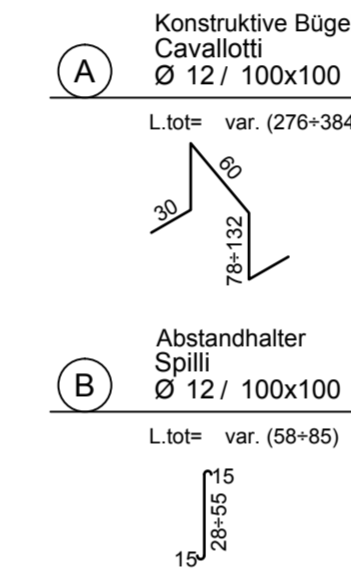 Konstruktive Büge
Cavallotti
A
Ø 12 / 100x100
L.tot= var. (276÷384
60
30
78÷132
Abstandhalter
Spilli
B
Ø 12 / 100x100
L.tot= var. (58÷85)
15
28÷55
15